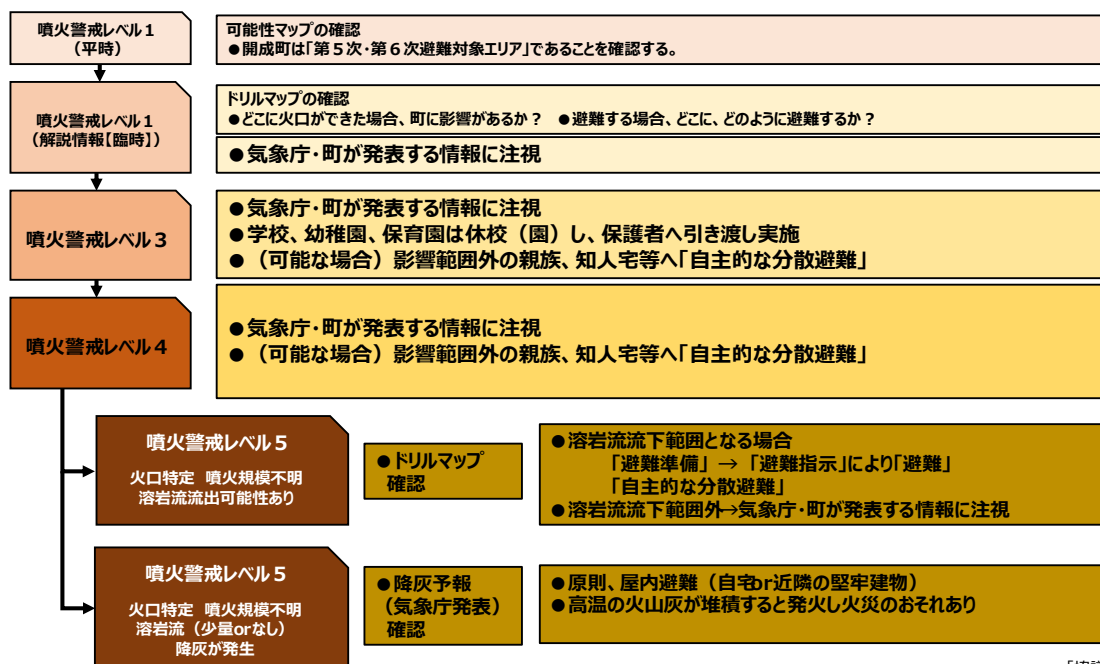 噴火警戒レベル１
（平時）
可能性マップの確認
●開成町は「第５次・第６次避難対象エリア」であることを確認する。
噴火警戒レベル１
（解説情報【臨時】）
ドリルマップの確認
●どこに火口ができた場合、町に影響があるか？　●避難する場合、どこに、どのように避難するか？
●気象庁・町が発表する情報に注視
噴火警戒レベル３
●気象庁・町が発表する情報に注視
●学校、幼稚園、保育園は休校（園）し、保護者へ引き渡し実施
●（可能な場合）影響範囲外の親族、知人宅等へ「自主的な分散避難」
噴火警戒レベル４
●気象庁・町が発表する情報に注視
●（可能な場合）影響範囲外の親族、知人宅等へ「自主的な分散避難」
噴火警戒レベル５
火口特定　噴火規模不明
溶岩流流出可能性あり
●ドリルマップ
確認
●溶岩流流下範囲となる場合
「避難準備」 → 「避難指示」により「避難」
「自主的な分散避難」
●溶岩流流下範囲外→気象庁・町が発表する情報に注視
噴火警戒レベル５
火口特定　噴火規模不明
溶岩流（少量orなし）
降灰が発生
●降灰予報
（気象庁発表）
確認
●原則、屋内避難（自宅or近隣の堅牢建物）
●高温の火山灰が堆積すると発火し火災のおそれあり